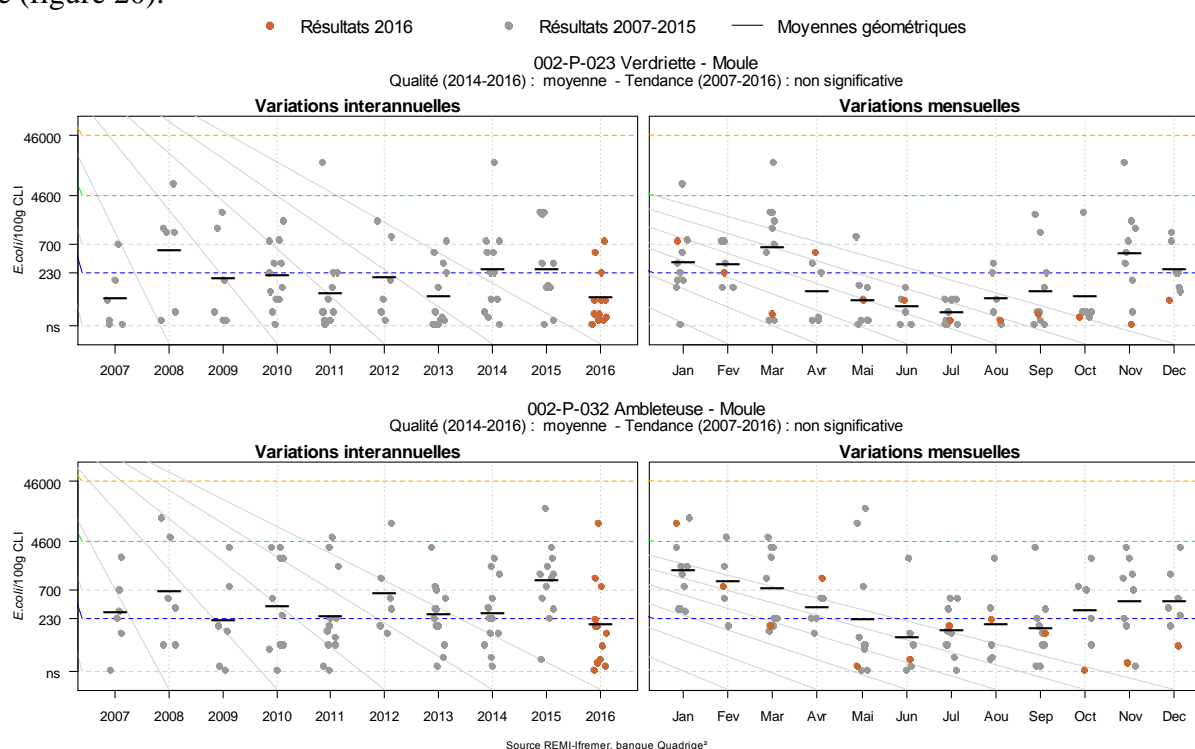 e (figure 20).
Résultats 2016 Résultats 2007-2015 Moyennes géométriques
002-P-023 Verdriette - Moule
Qualité (2014-2016) : moyenne - Tendance (2007-2016) : non significative
Variations interannuelles Variations mensuelles
E.coli/100g CLI
46000
4600
700
230
ns
2007 2008 2009 2010 2011 2012 2013 2014 2015 2016
Jan Fev Mar Avr Mai Jun Jul Aou Sep Oct Nov Dec
002-P-032 Ambleteuse - Moule
Qualité (2014-2016) : moyenne - Tendance (2007-2016) : non significative
Variations interannuelles Variations mensuelles
E.coli/100g CLI
46000
4600
700
230
ns
2007 2008 2009 2010 2011 2012 2013 2014 2015 2016
Jan Fev Mar Avr Mai Jun Jul Aou Sep Oct Nov Dec
Source REMI-Ifremer, banque Quadrige²